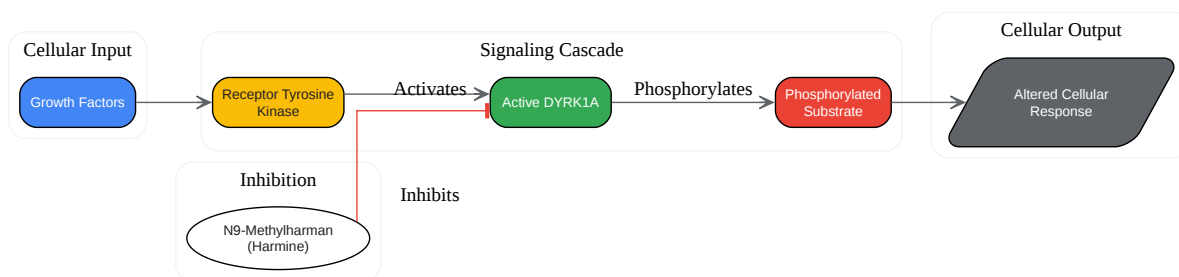 Cellular Input
Growth Factors
Signaling Cascade
Receptor Tyrosine
Kinase
Activates
Active DYRK1A
Phosphorylates
Phosphorylated
Substrate
Cellular Output
Altered Cellular
Response
Inhibition
Inhibits
N9-Methylharman
(Harmine)